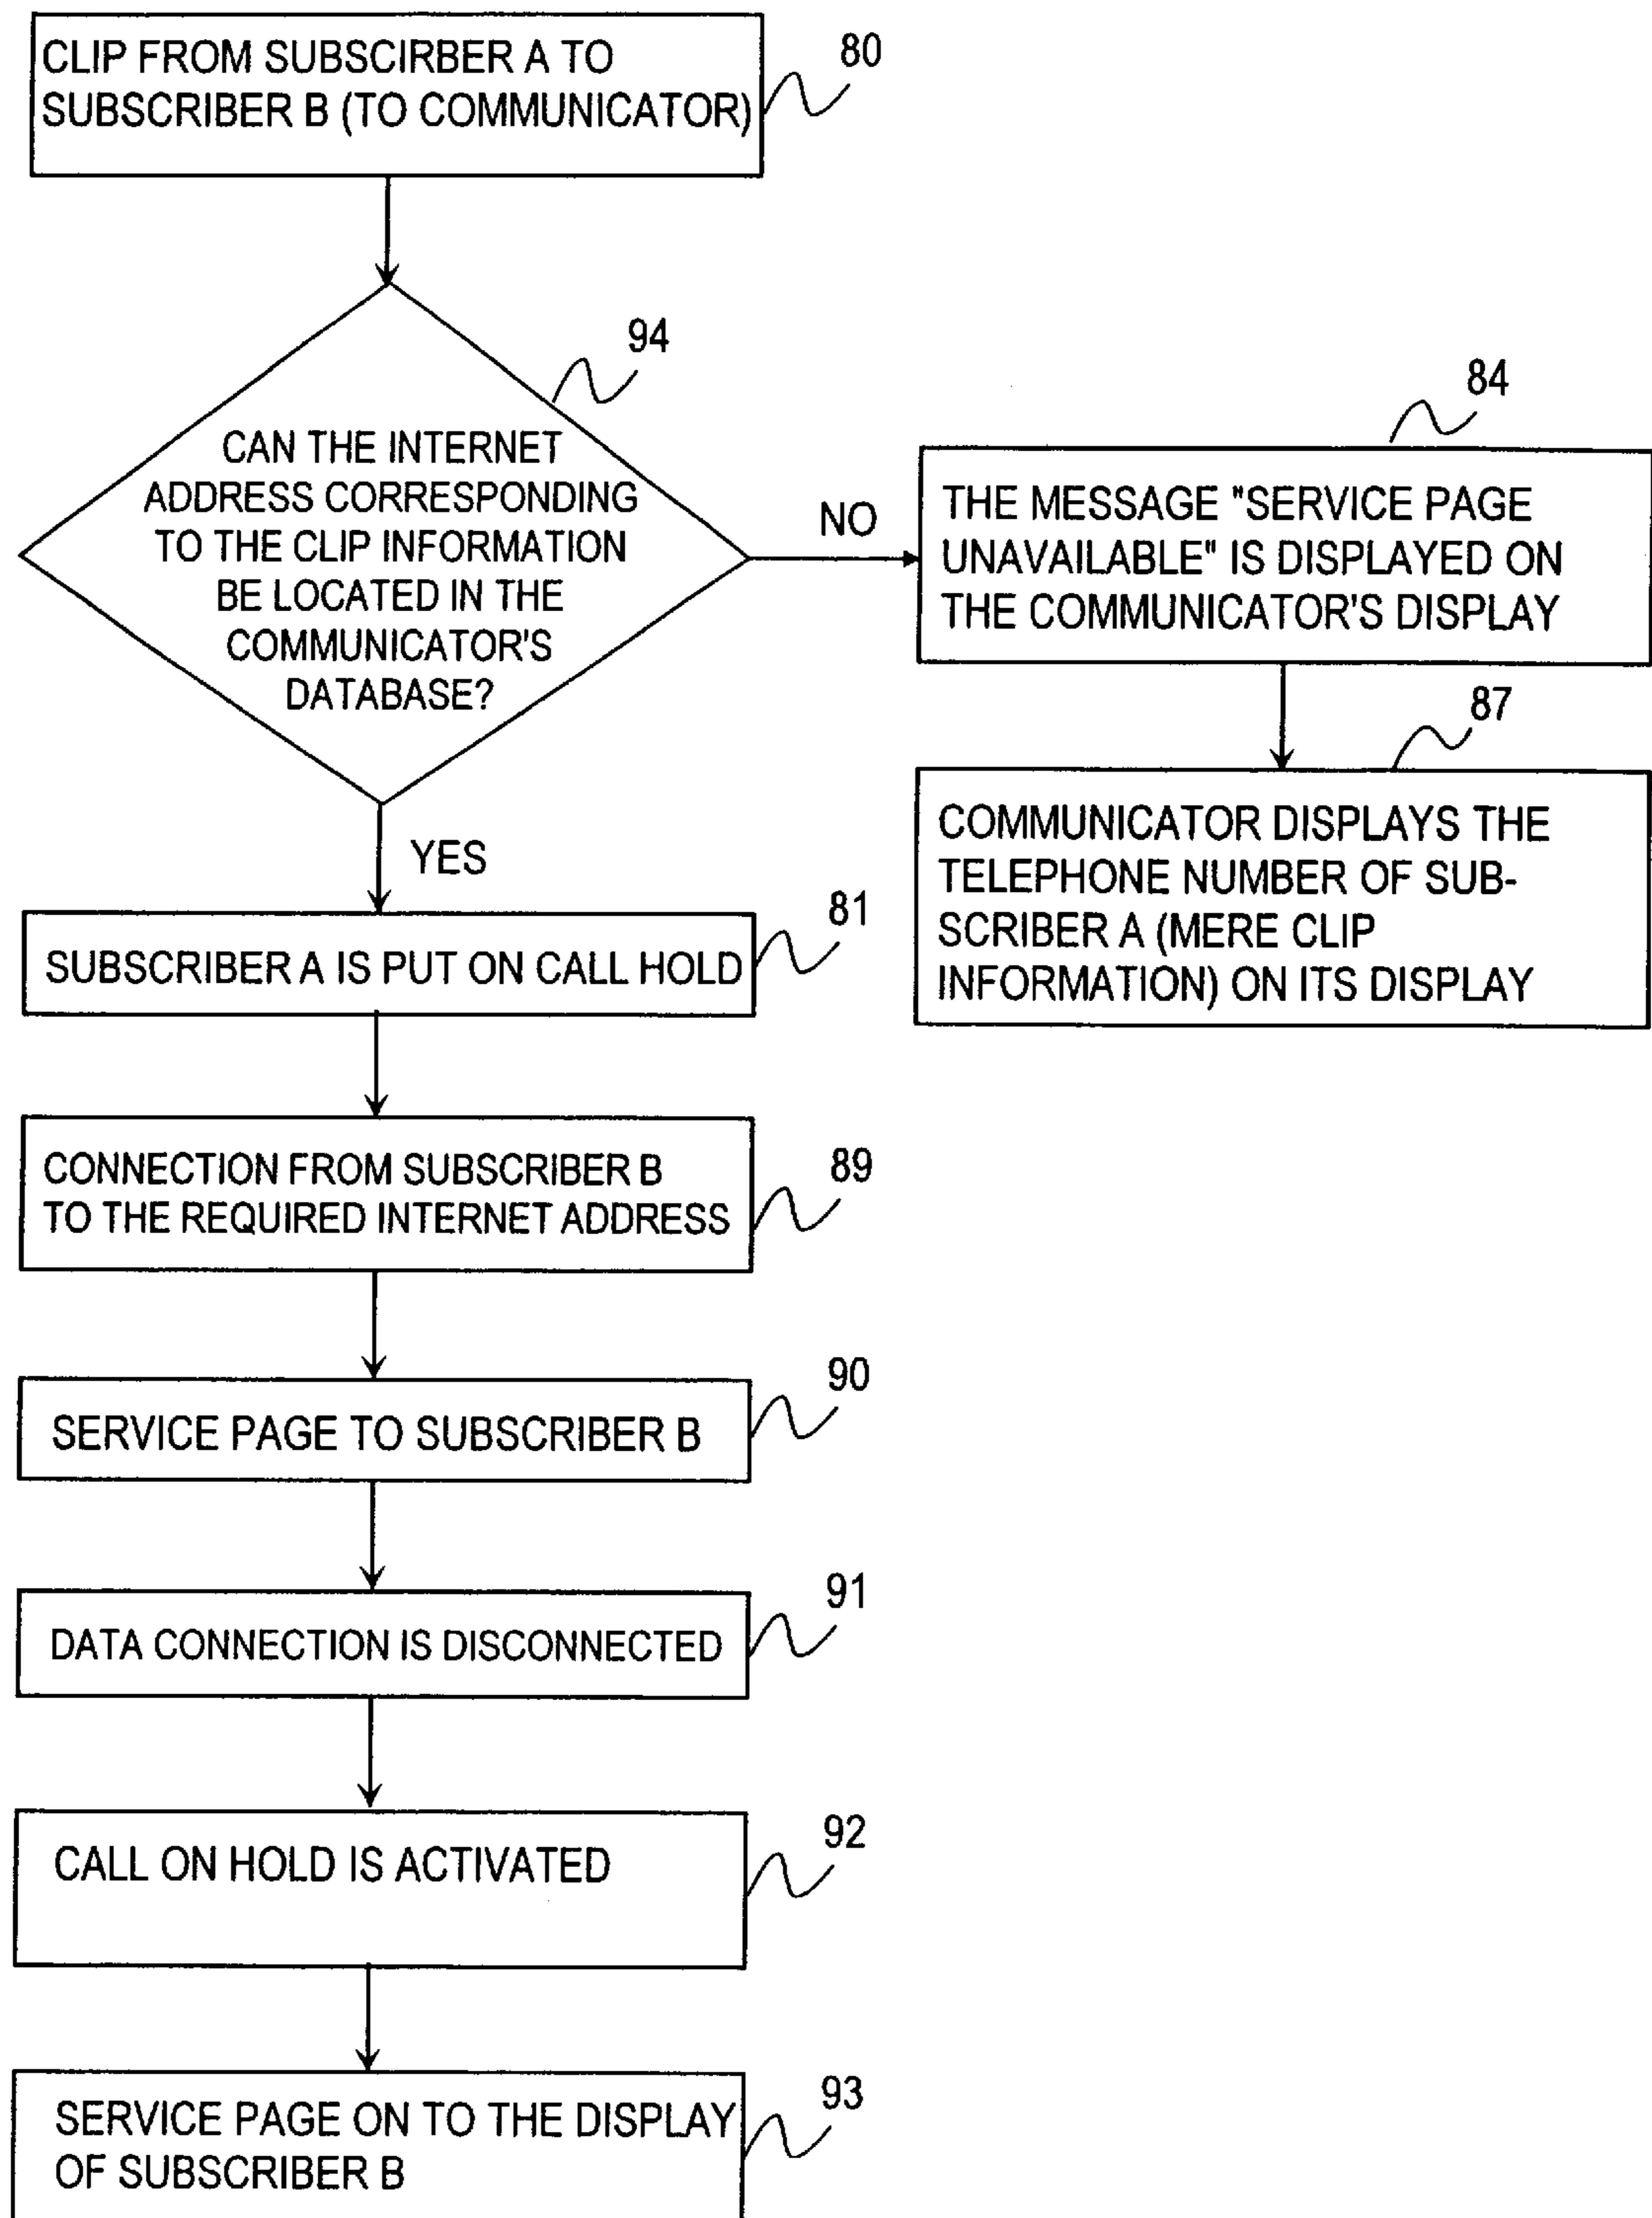 CLIP FROM SUBSCIRBER A TO
SUBSCRIBER B (TO COMMUNICATOR)
80
94
CAN THE INTERNET
ADDRESS CORRESPONDING
TO THE CLIP INFORMATION
BE LOCATED IN THE
COMMUNICATOR'S
DATABASE?
NO
84
THE MESSAGE "SERVICE PAGE
UNAVAILABLE" IS DISPLAYED ON
THE COMMUNICATOR'S DISPLAY
87
COMMUNICATOR DISPLAYS THE
TELEPHONE NUMBER OF SUB-
SCRIBER A (MERE CLIP
INFORMATION) ON ITS DISPLAY
YES
81
SUBSCRIBER A IS PUT ON CALL HOLD
89
CONNECTION FROM SUBSCRIBER B
TO THE REQUIRED INTERNET ADDRESS
90
SERVICE PAGE TO SUBSCRIBER B
91
DATA CONNECTION IS DISCONNECTED
92
CALL ON HOLD IS ACTIVATED
93
SERVICE PAGE ON TO THE DISPLAY
OF SUBSCRIBER B